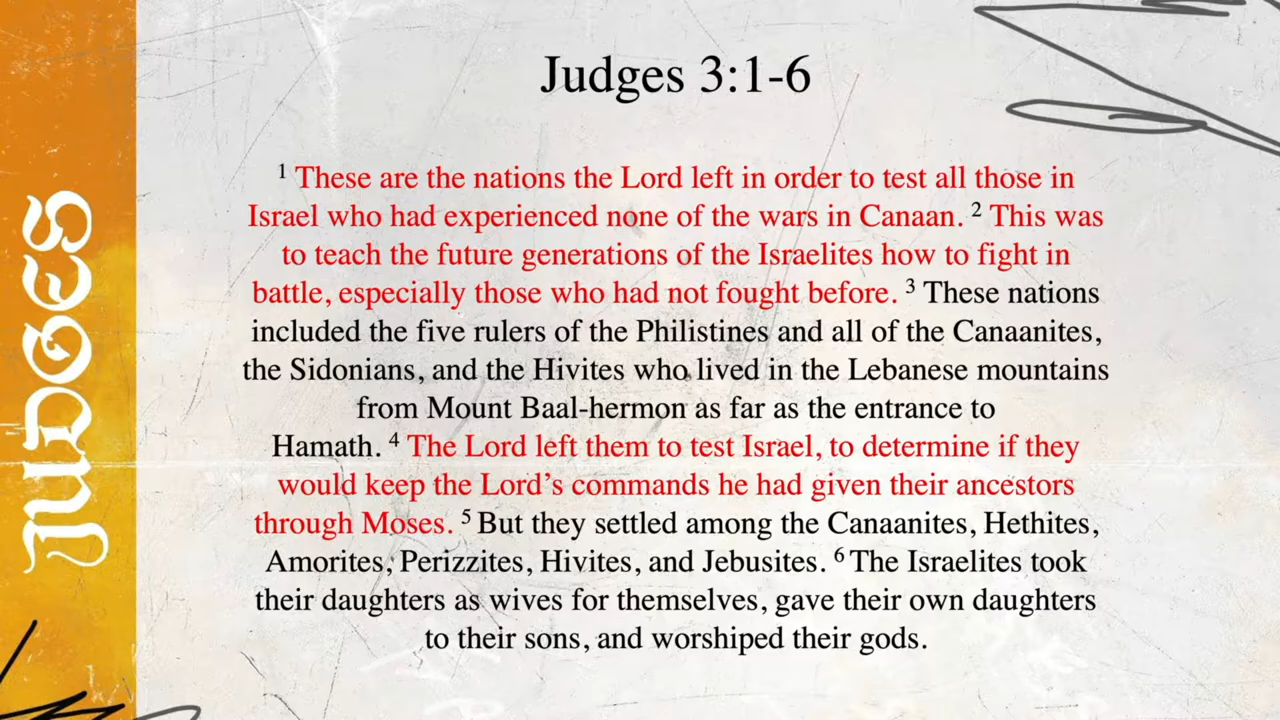 JUDGES
Judges 3:1-6
1 These are the nations the Lord left in order to test all those in
Israel who had experienced none of the wars in Canaan. 2 This was
to teach the future generations of the Israelites how to fight in
battle, especially those who had not fought before. 3 These nations
included the five rulers of the Philistines and all of the Canaanites,
the Sidonians, and the Hivites who lived in the Lebanese mountains
from Mount Baal-hermon as far as the entrance to
Hamath. 4 The Lord left them to test Israel, to determine if they
would keep the Lord’s commands he had given their ancestors
through Moses. 5 But they settled among the Canaanites, Hethites,
Amorites, Perizzites, Hivites, and Jebusites. 6 The Israelites took
their daughters as wives for themselves, gave their own daughters
to their sons, and worshiped their gods.